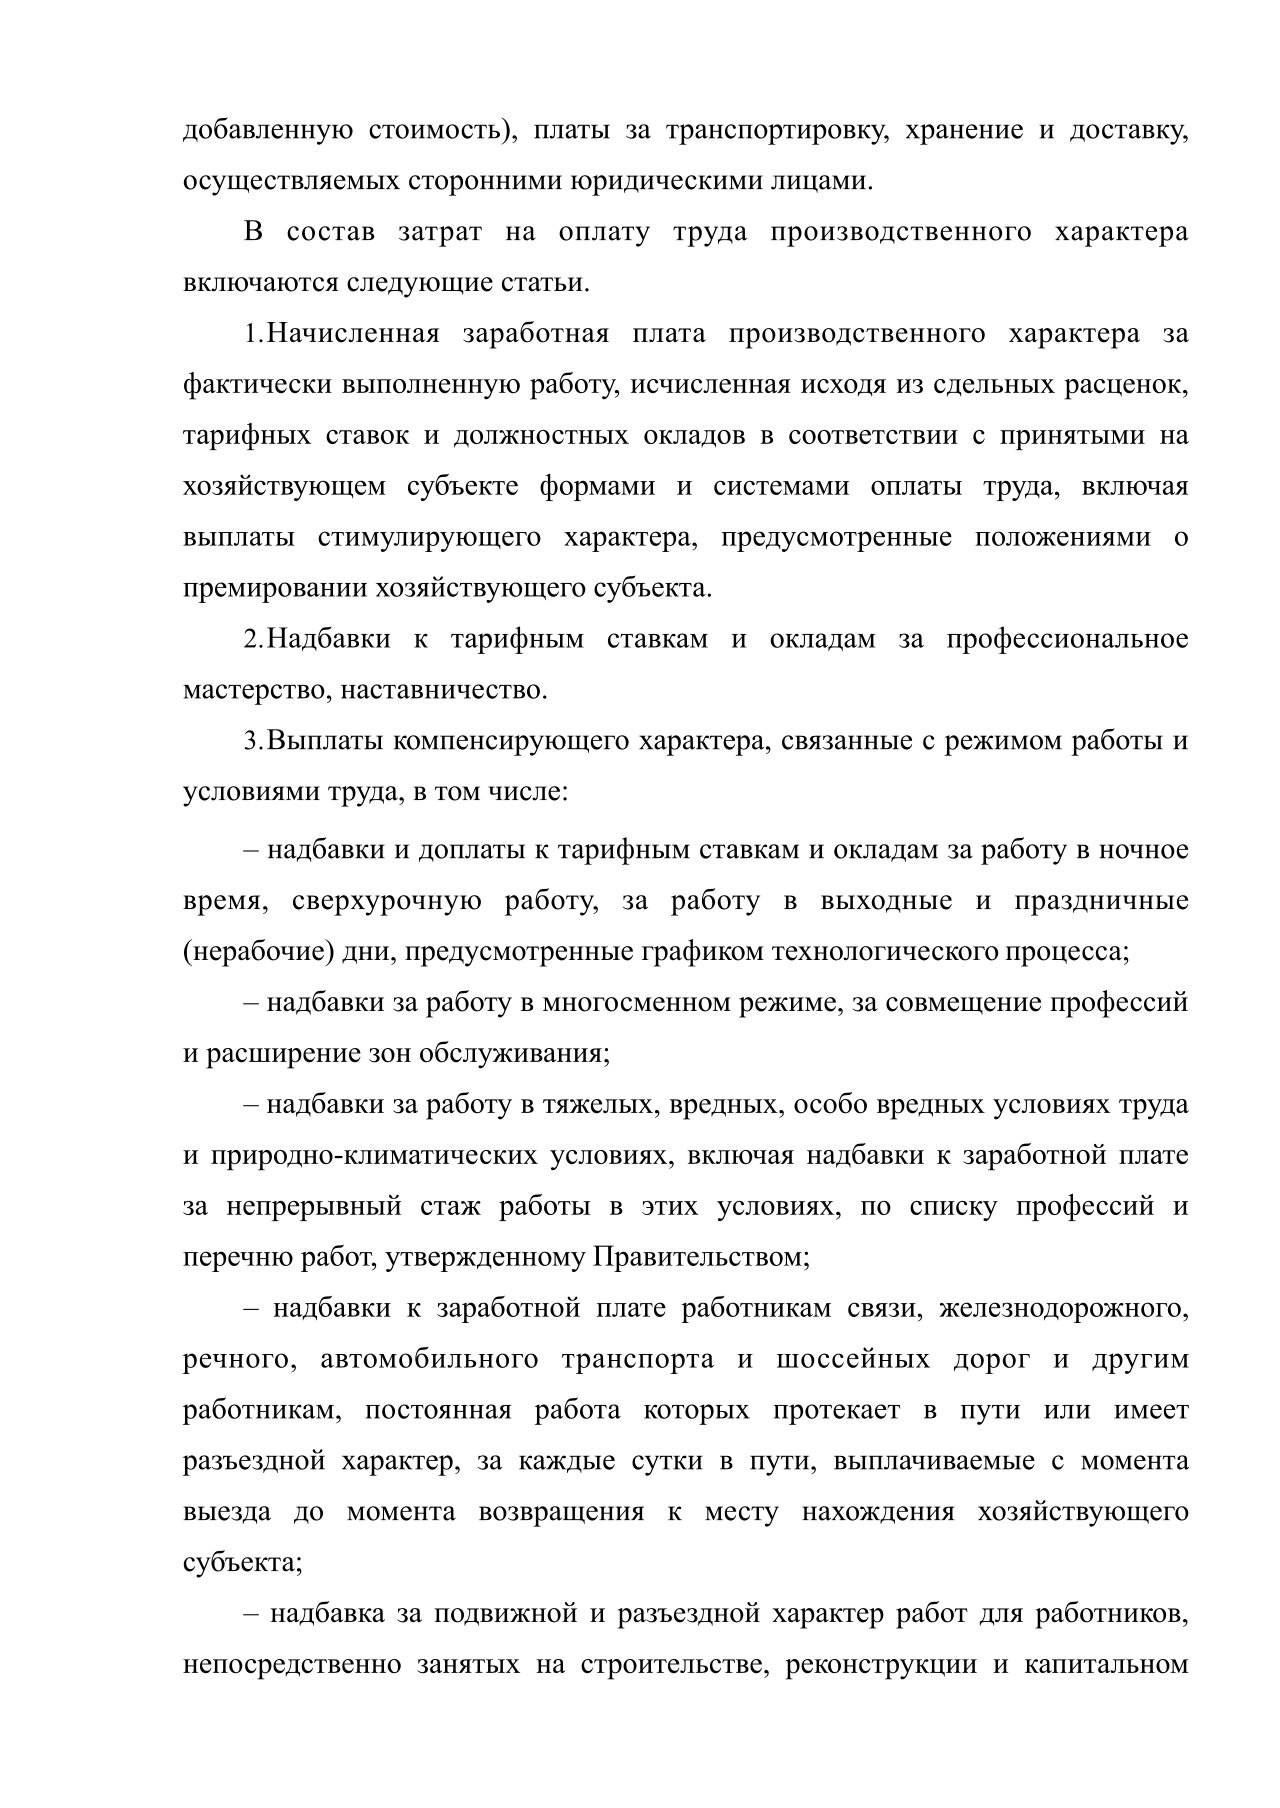 добавленную стоимость), платы за транспортировку, хранение и доставку,
осуществляемых сторонними юридическими лицами.
В состав затрат на оплату труда производственного характера
включаются следующие статьи.
1.Начисленная заработная плата производственного характера за
фактически выполненную работу, исчисленная исходя из сдельных расценок,
тарифных ставок и должностных окладов в соответствии с принятыми на
хозяйствующем субъекте формами и системами оплаты труда, включая
выплаты стимулирующего характера, предусмотренные положениями о
премировании хозяйствующего субъекта.
2.Надбавки к тарифным ставкам и окладам за профессиональное
мастерство, наставничество.
3.Выплаты компенсирующего характера, связанные с режимом работы и
условиями труда, в том числе:
– надбавки и доплаты к тарифным ставкам и окладам за работу в ночное
время, сверхурочную работу, за работу в выходные и праздничные
(нерабочие) дни, предусмотренные графиком технологического процесса;
– надбавки за работу в многосменном режиме, за совмещение профессий
и расширение зон обслуживания;
– надбавки за работу в тяжелых, вредных, особо вредных условиях труда
и природно-климатических условиях, включая надбавки к заработной плате
за непрерывный стаж работы в этих условиях, по списку профессий и
перечню работ, утвержденному Правительством;
– надбавки к заработной плате работникам связи, железнодорожного,
речного, автомобильного транспорта и шоссейных дорог и другим
работникам, постоянная работа которых протекает в пути или имеет
разъездной характер, за каждые сутки в пути, выплачиваемые с момента
выезда до момента возвращения к месту нахождения хозяйствующего
субъекта;
– надбавка за подвижной и разъездной характер работ для работников,
непосредственно занятых на строительстве, реконструкции и капитальном